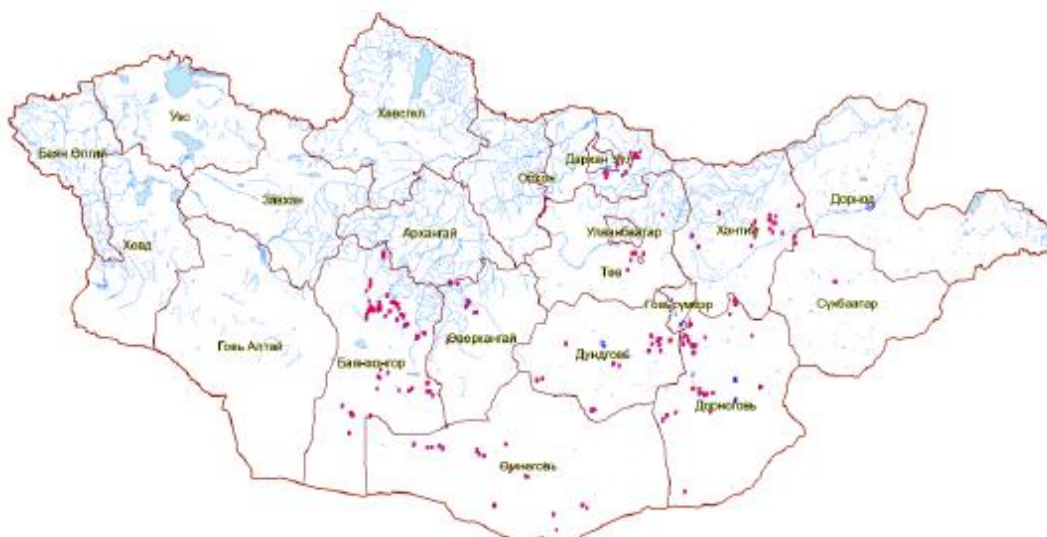 Увс
Хөвсгөл
Баян Өлгий
Дархан Уул
Орхон
Завхан
Дорнод
Архангай
Улаанбаатар
Хэнтий
Ховд
Төв
Говьсүмбэр
Сүхбаатар
Говь Алтай
Өвөрхангай
Дундговь
Баянхонгор
Дорноговь
Өмнөговь